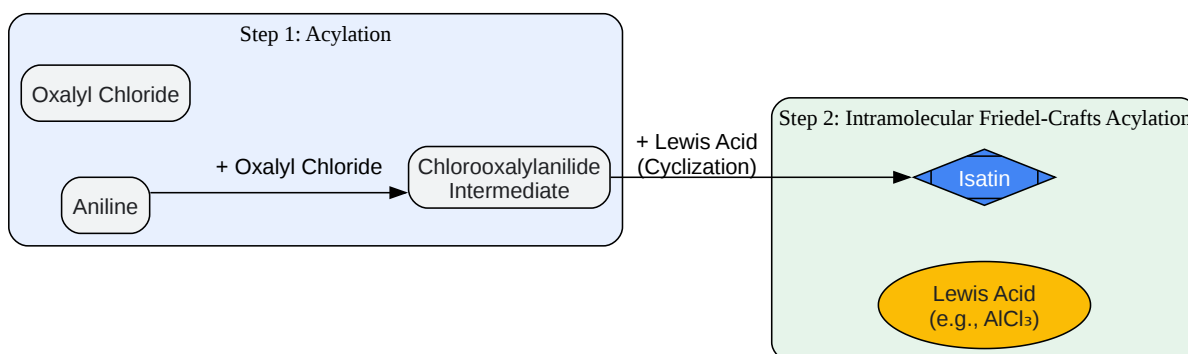 Step 1: Acylation
Oxalyl Chloride
Aniline
+ Oxalyl Chloride
Chlorooxalylanilide
Intermediate
+ Lewis Acid
(Cyclization)
Step 2: Intramolecular Friedel-Crafts Acylation
Isatin
Lewis Acid
(e.g., AlCl₃)